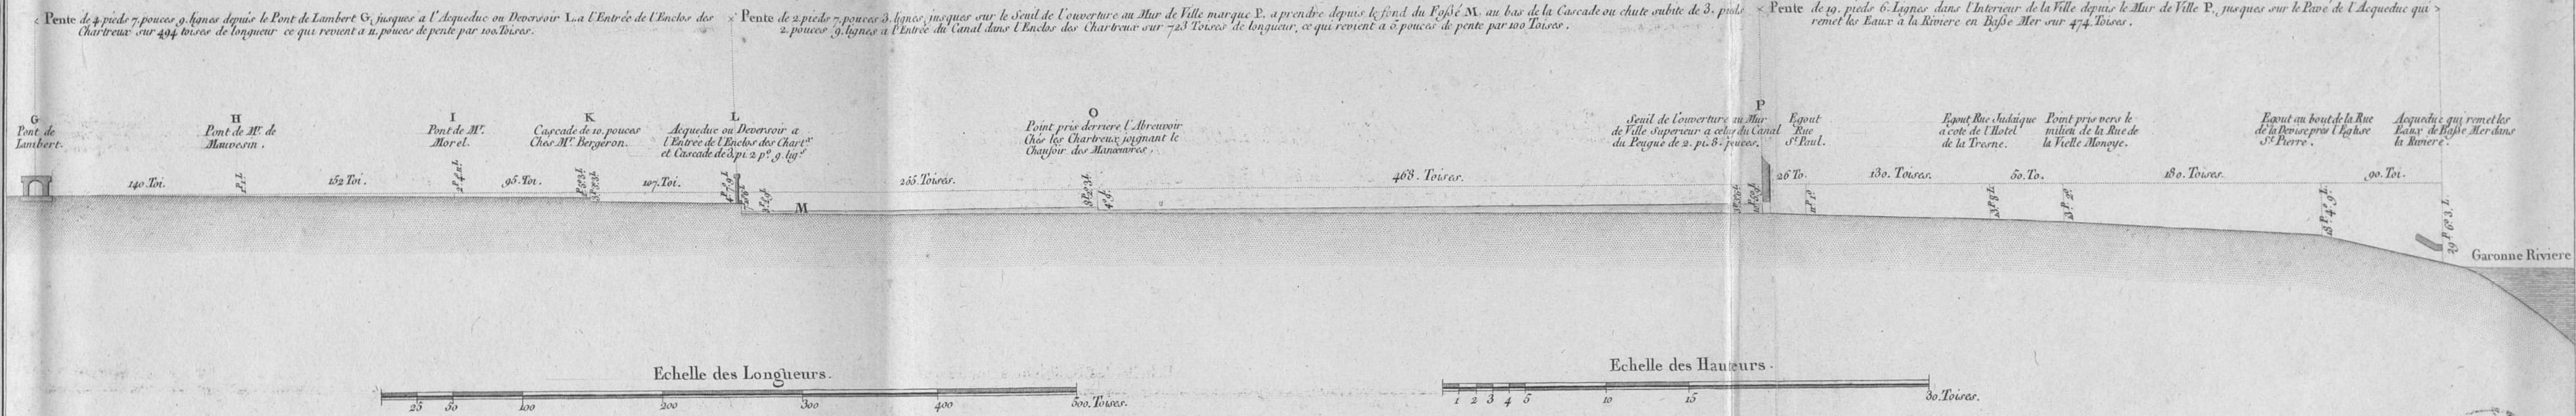 Pente de 4. pieds 7. pouces 9. lignes depuis le Pont de Lambert G. jusques a l'Acqueduc ou Deversoir L. a l'Entrée de l'Enclos des
Chartreux sur 494 toises de longueur ce qui revient a 11. pouces de pente par 100. Toises.
Pente de 2 pieds 7. pouces 3. lignes, jusques sur le Seuil de l'ouverture au Mur de Ville marque P. a prendre depuis le fond du Foßé M. au bas de la Cascade ou chute subite de 3. pieds
2. pouces 9. lignes a l'Entrée du Canal dans l'Enclos des Chartreux sur 723 Toises de longueur, ce qui revient a 5. pouces de pente par 100 Toises.
Pente de 19. pieds 6. Lignes dans l'Interieur de la Ville depuis le Mur de Ville P. jusques sur le Pavé de l'Acqueduc qui
remet les Eaux à la Riviere en Baße Mer sur 474. Toises.
G
Pont de
Lambert.
H
Pont de Mr. de
Mauvesin.
I
Pont de Mr.
Morel.
K
Cascade de 10. pouces
Chés Mr. Bergeron.
L
Acqueduc ou Deversoir a
l'Entrée de l'Enclos des Chart.x
et Cascade de 3. pi. 2 po. 9. lig.s
O
Point pris derriere l'Abreuvoir
Chés les Chartreux joignant le
Chaufoir des Manœuvres.
P
Seuil de l'ouverture au Mur
de Ville Superieur a celui du Canal
du Peugue de 2. pi. 8. pouces.
Egout
Rue
St. Paul.
Egout Rue Judaique
a coté de l'Hotel
de la Tresne.
Point pris vers le
milieu de la Rue de
la Vielle Monoye.
Egout au bout de la Rue
de la Devise près l'Eglise
St. Pierre.
Acqueduc qui remet les
Eaux de Baße Mer dans
la Riviere.
140. Toi.
152 Toi.
95. Toi.
107. Toi.
255. Toises.
468. Toises.
26 To.
130. Toises.
50. To.
180. Toises.
90. Toi.
M
Garonne Riviere
Echelle des Longueurs.
25 50 100 200 300 400 500. Toises.
Echelle des Hauteurs.
1 2 3 4 5 10 15 30. Toises.